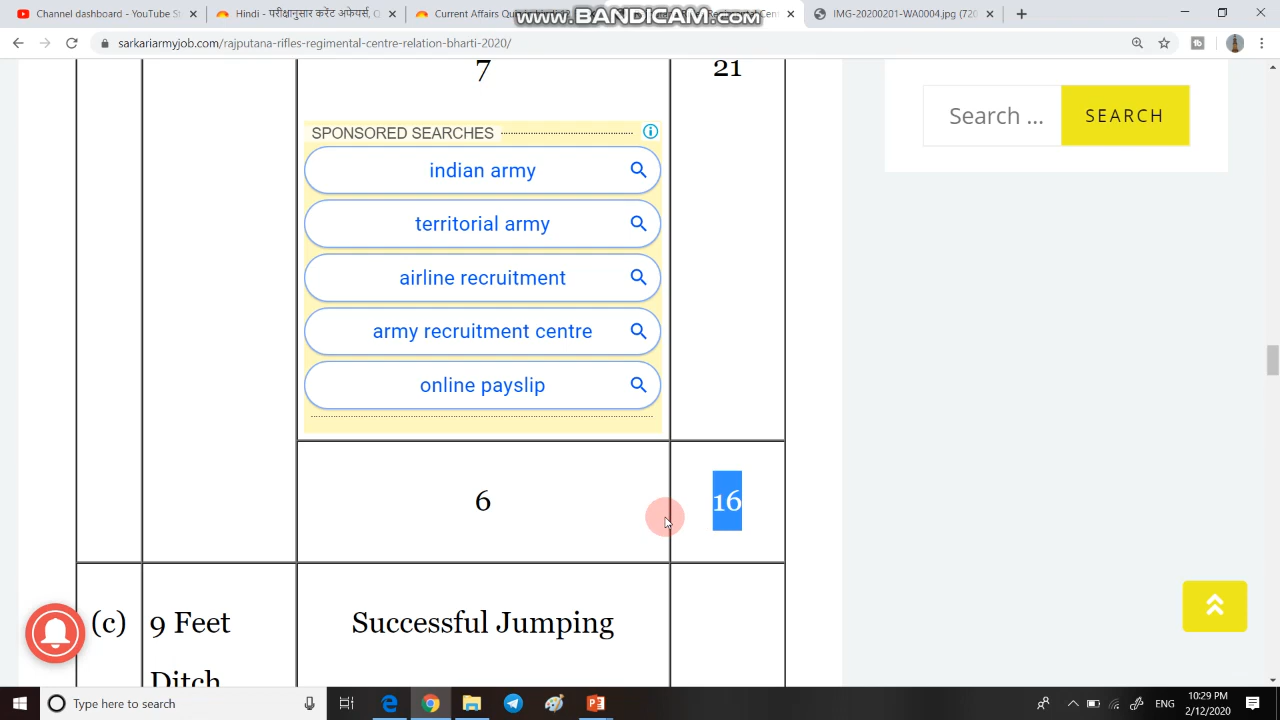 Channel dashboard - YouTube St
Hindi - परीक्षानुसार करेंट अफेयर्स, Q
Current Affairs Qu
www.BANDICAM.com
l Cen
IMG-20200201-WA0004.jpg (720
sarkariarmyjob.com/rajputana-rifles-regimental-centre-relation-bharti-2020/
7
21
SPONSORED SEARCHES
indian army
territorial army
airline recruitment
army recruitment centre
online payslip
6
16
(c)
9 Feet
Ditch
Successful Jumping
Search ...
SEARCH
Type here to search
ENG
10:29 PM
2/12/2020